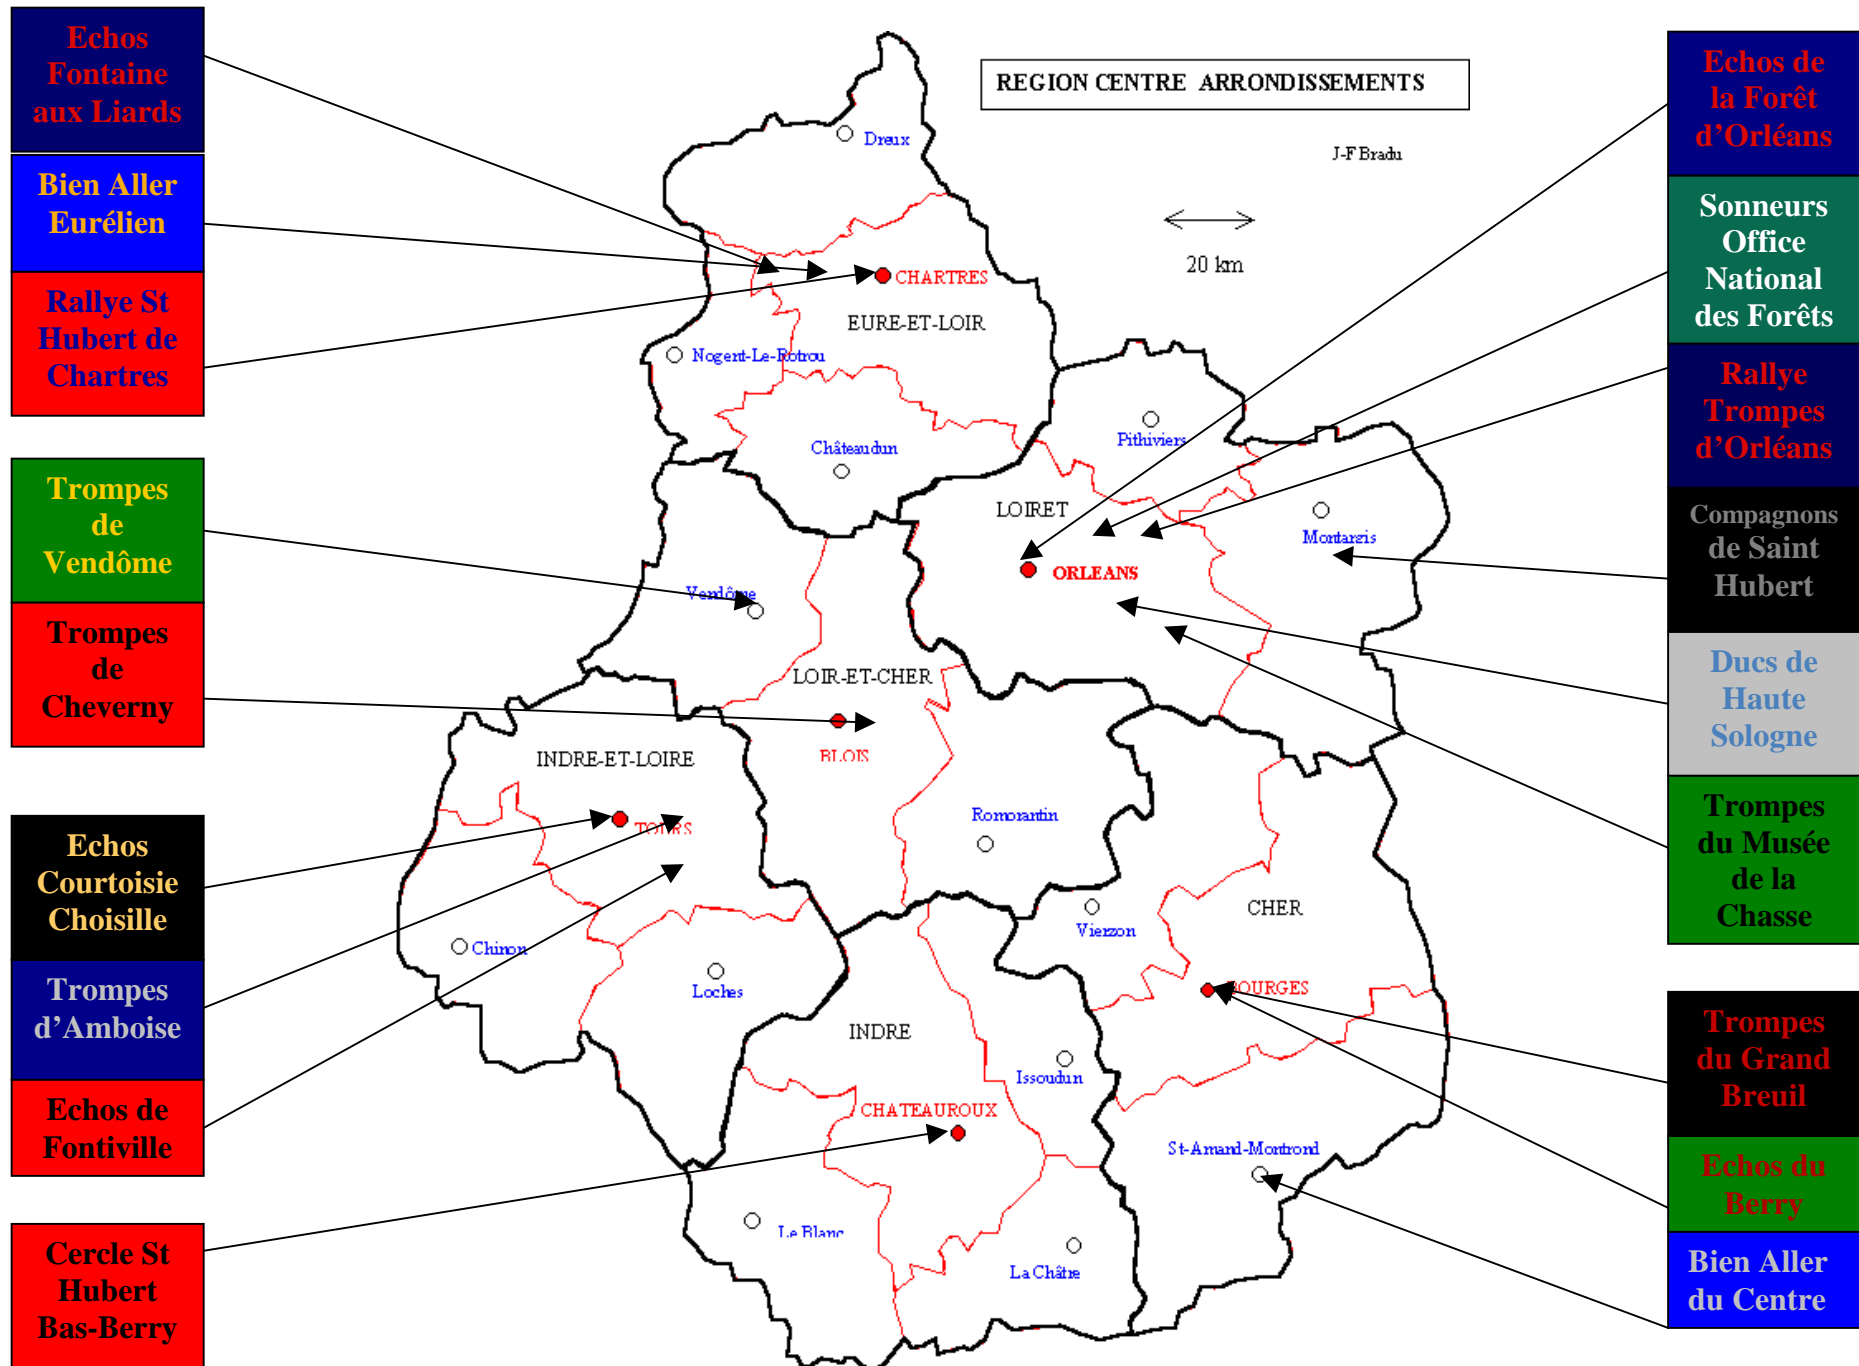 Echos
Fontaine
aux Liards
Bien Aller
Eurélien
Rallye St
Hubert de
Chartres
Trompes
de
Vendôme
Trompes
de
Cheverny
Echos
Courtoisie
Choisille
Trompes
d'Amboise
Echos de
Fontiville
Cercle St
Hubert
Bas-Berry
REGION CENTRE ARRONDISSEMENTS
J-F Bradu
20 km
Dreux
CHARTRES
EURE-ET-LOIR
Nogent-Le-Rotrou
Châteaudun
Pithiviers
LOIRET
Montargis
ORLEANS
Vendôme
LOIR-ET-CHER
BLOIS
INDRE-ET-LOIRE
TOURS
Romorantin
Chinon
Loches
Vierzon
CHER
BOURGES
INDRE
Issoudun
CHATEAUROUX
St-Amand-Montrond
Le Blanc
La Châtre
Echos de
la Forêt
d'Orléans
Sonneurs
Office
National
des Forêts
Rallye
Trompes
d'Orléans
Compagnons
de Saint
Hubert
Ducs de
Haute
Sologne
Trompes
du Musée
de la
Chasse
Trompes
du Grand
Breuil
Echos du
Berry
Bien Aller
du Centre